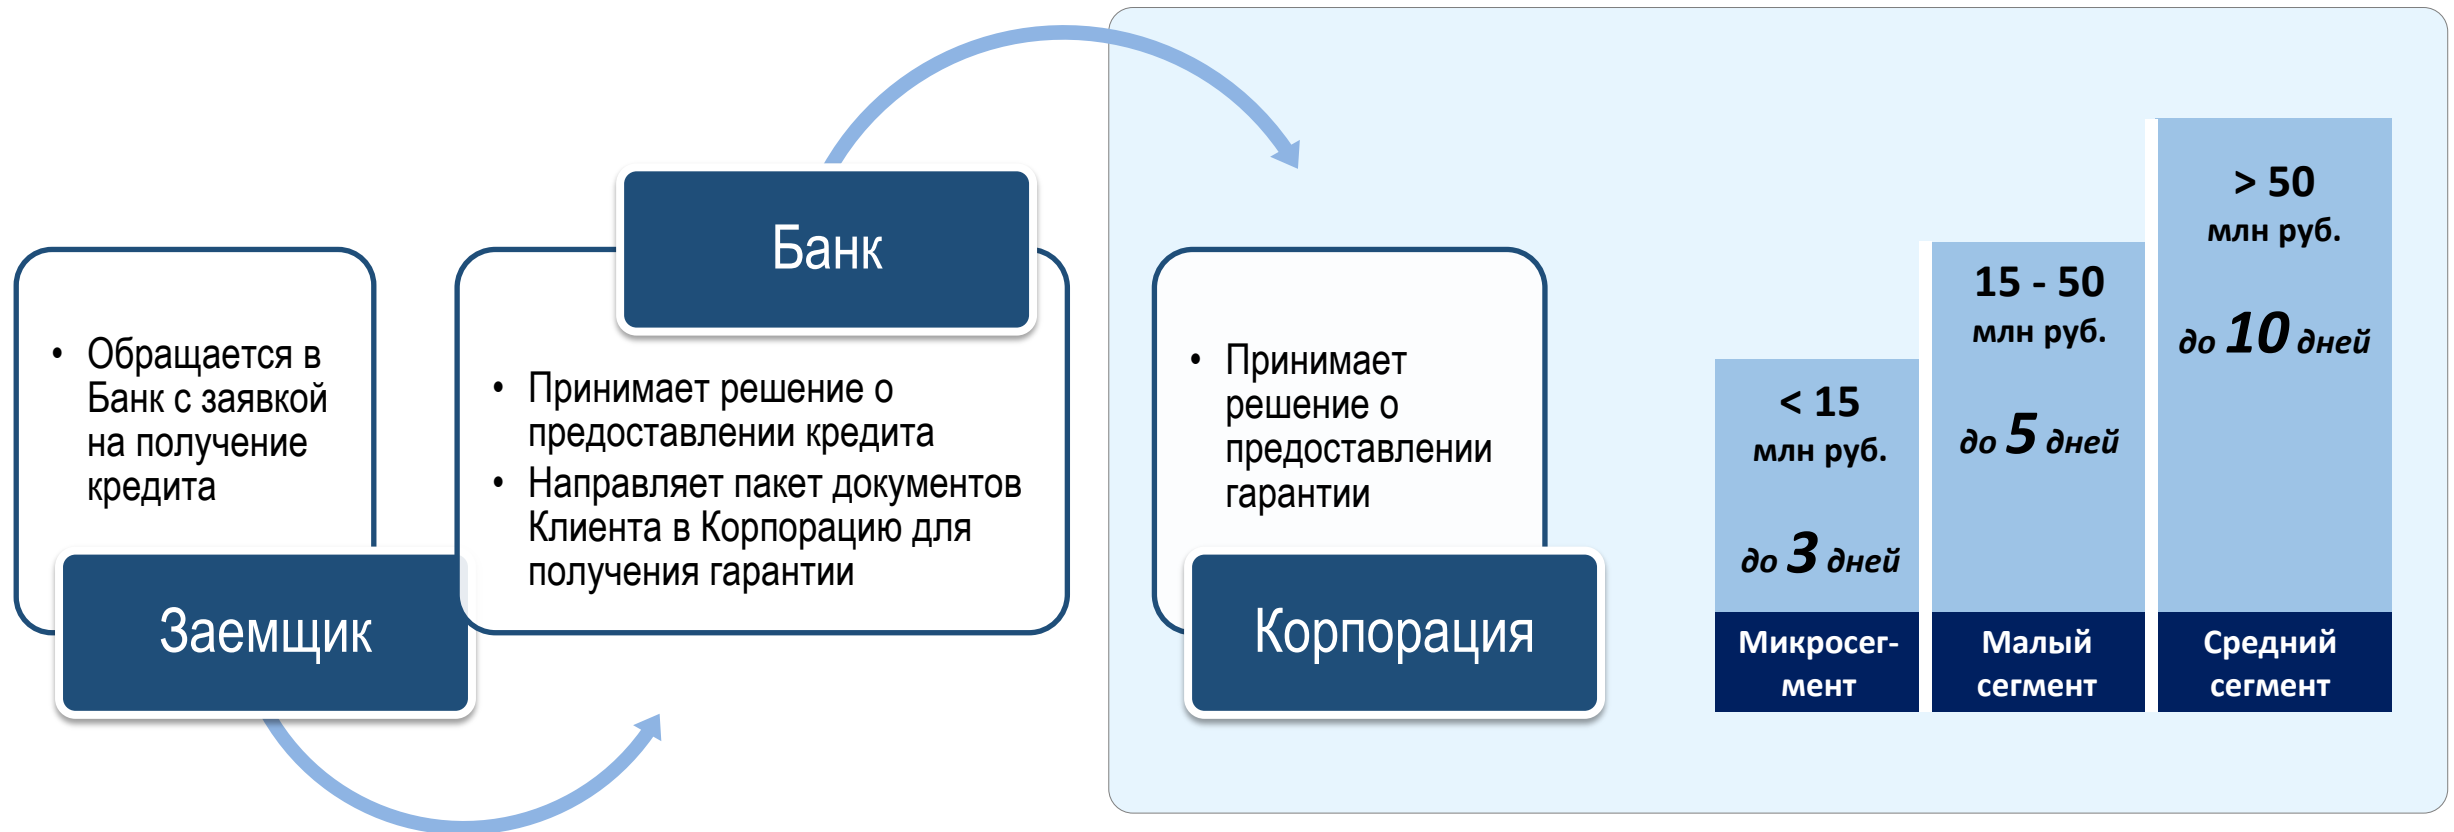 • Обращается в
Банк с заявкой
на получение
кредита
Заемщик
Банк
• Принимает решение о
предоставлении кредита
• Направляет пакет документов
Клиента в Корпорацию для
получения гарантии
• Принимает
решение о
предоставлении
гарантии
Корпорация
< 15
млн руб.
до 3 дней
Микросег-
мент
15 - 50
млн руб.
до 5 дней
Малый
сегмент
> 50
млн руб.
до 10 дней
Средний
сегмент